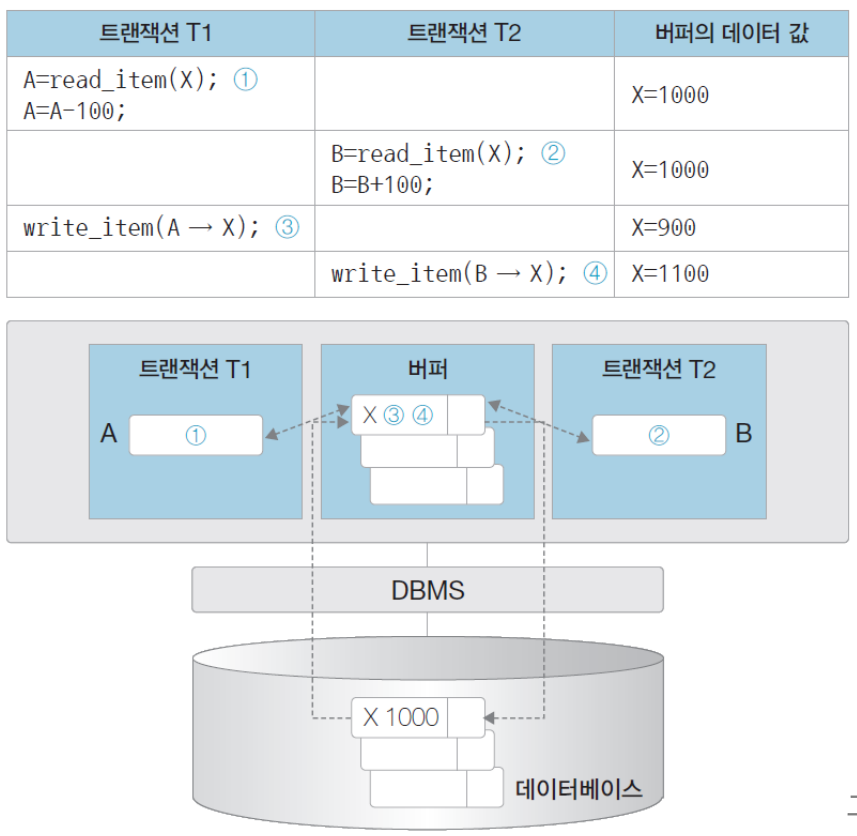 트랜잭션 T1 트랜잭션 T2 버퍼의 데이터 값
A=read_item(X); ①
A=A-100;
X=1000
B=read_item(X); ②
B=B+100;
X=1000
write_item(A → X); ③ X=900
write_item(B → X); ④ X=1100
트랜잭션 T1 버퍼 트랜잭션 T2
A ① X ③ ④ ② B
DBMS
X 1000
데이터베이스